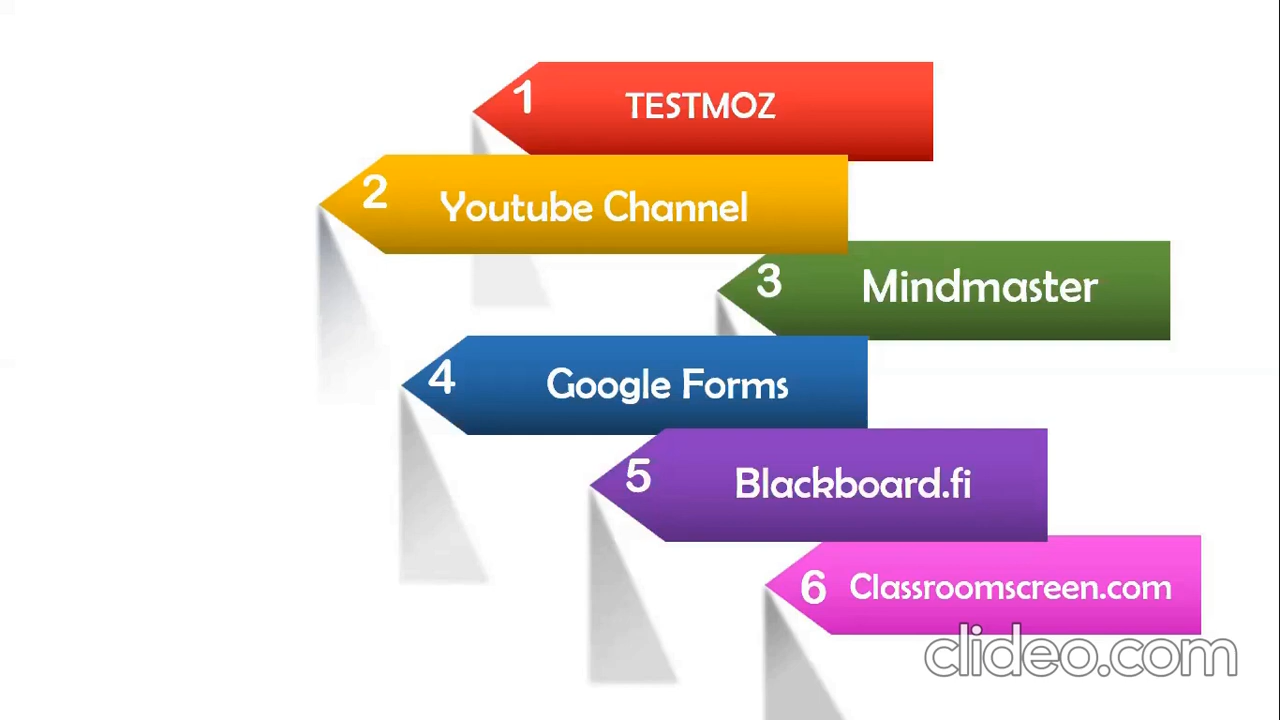 1 TESTMOZ
2 Youtube Channel
3 Mindmaster
4 Google Forms
5 Blackboard.fi
6 Classroomscreen.com
clideo.com